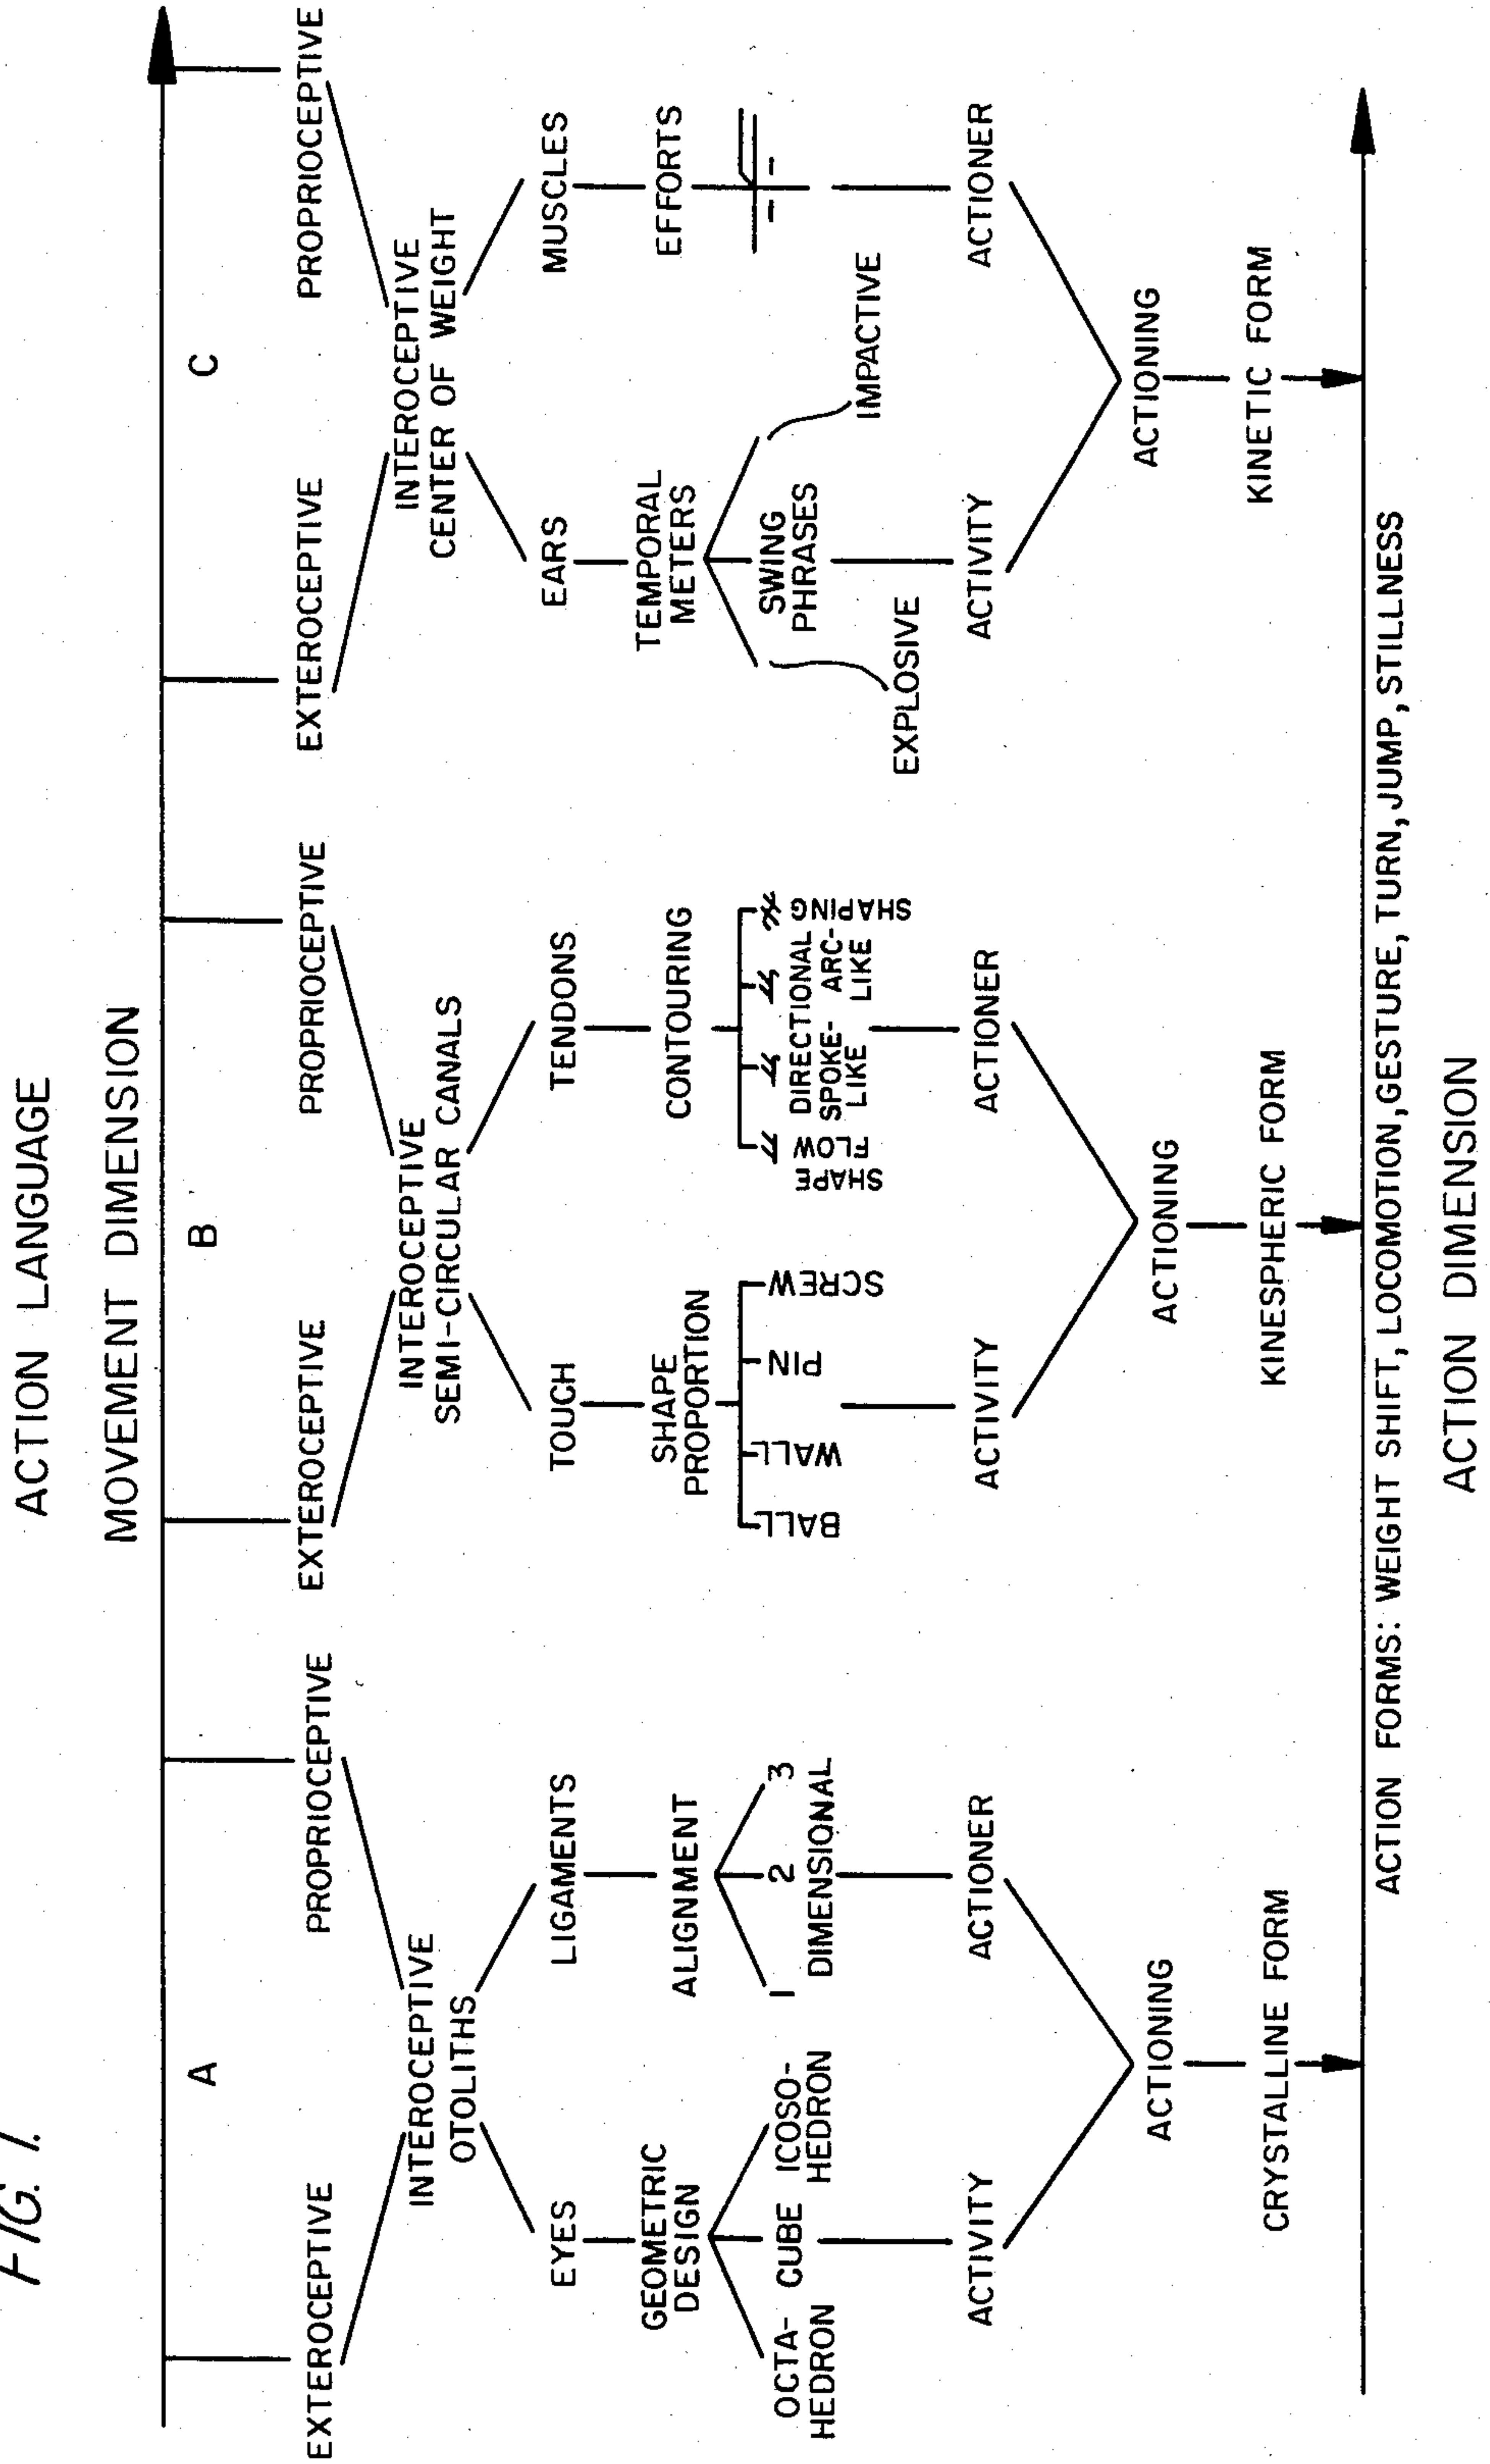 FIG. 1.
ACTION LANGUAGE
MOVEMENT DIMENSION
A
EXTEROCEPTIVE
PROPRIOCEPTIVE
INTEROCEPTIVE
OTOLITHS
EYES
LIGAMENTS
GEOMETRIC
DESIGN
ALIGNMENT
OCTA-
HEDRON
CUBE
ICOSO-
HEDRON
1 2 3
DIMENSIONAL
ACTIVITY
ACTIONER
ACTIONING
CRYSTALLINE FORM
B
EXTEROCEPTIVE
PROPRIOCEPTIVE
INTEROCEPTIVE
SEMI-CIRCULAR CANALS
TOUCH
TENDONS
SHAPE
PROPORTION
CONTOURING
BALL
WALL
PIN
SCREW
SHAPE
FLOW
DIRECTIONAL
SPOKE-
LIKE
ARC-
LIKE
SHAPING
ACTIVITY
ACTIONER
ACTIONING
KINESPHERIC FORM
C
EXTEROCEPTIVE
PROPRIOCEPTIVE
INTEROCEPTIVE
CENTER OF WEIGHT
EARS
MUSCLES
TEMPORAL
METERS
EFFORTS
SWING
PHRASES
EXPLOSIVE
IMPACTIVE
ACTIVITY
ACTIONER
ACTIONING
KINETIC FORM
ACTION FORMS: WEIGHT SHIFT, LOCOMOTION, GESTURE, TURN, JUMP, STILLNESS
ACTION DIMENSION